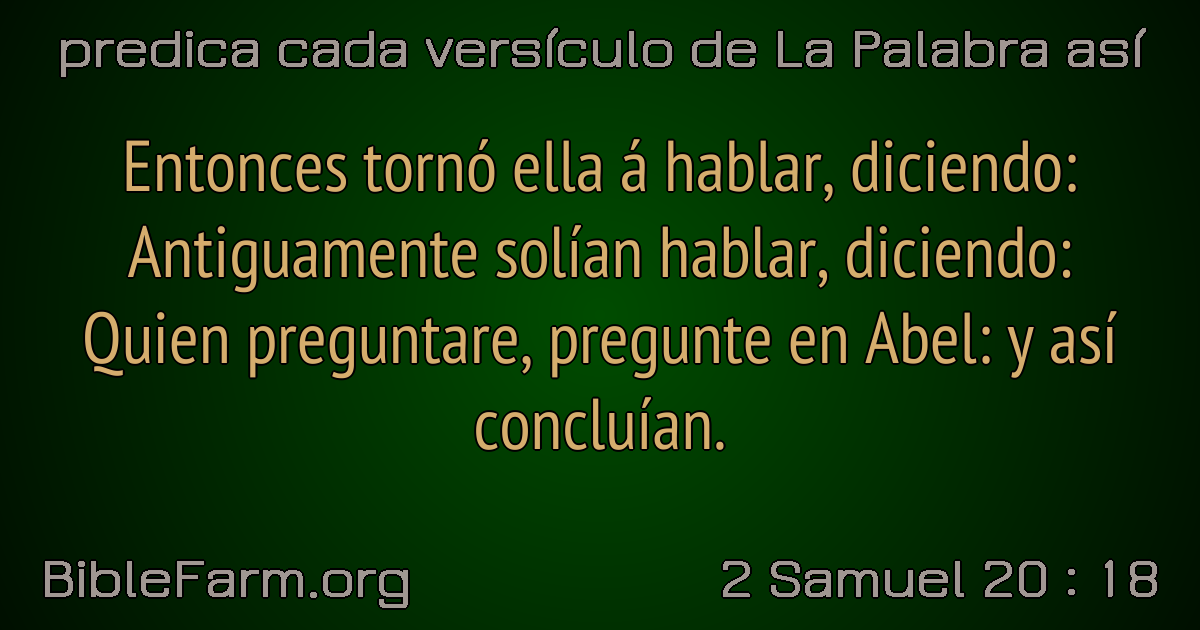 predica cada versículo de La Palabra así
Entonces tornó ella á hablar, diciendo:
Antiguamente solían hablar, diciendo:
Quien preguntare, pregunte en Abel: y así
concluían.
BibleFarm.org
2 Samuel 20 : 18